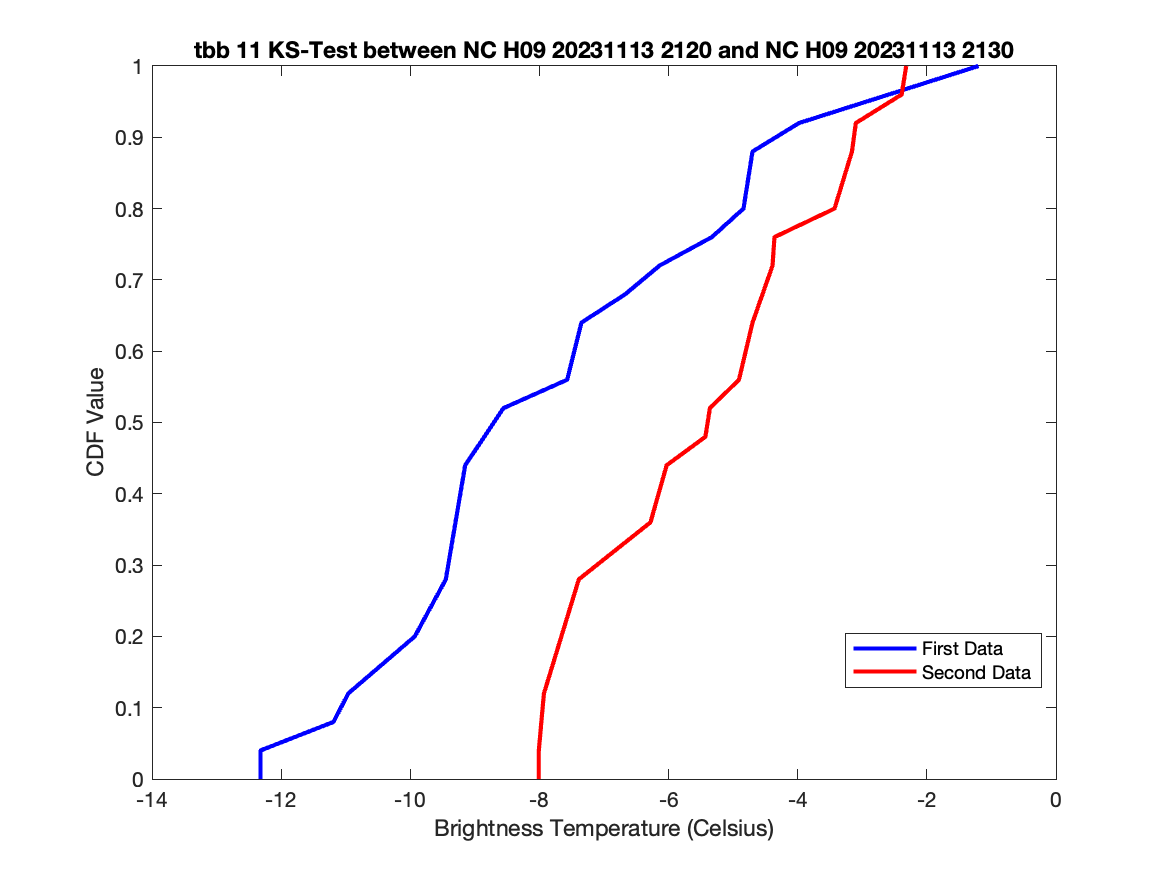 tbb 11 KS-Test between NC H09 20231113 2120 and NC H09 20231113 2130
1
0.9
0.8
0.7
0.6
0.5
0.4
0.3
0.2
0.1
0
CDF Value
First Data
Second Data
-14 -12 -10 -8 -6 -4 -2 0
Brightness Temperature (Celsius)